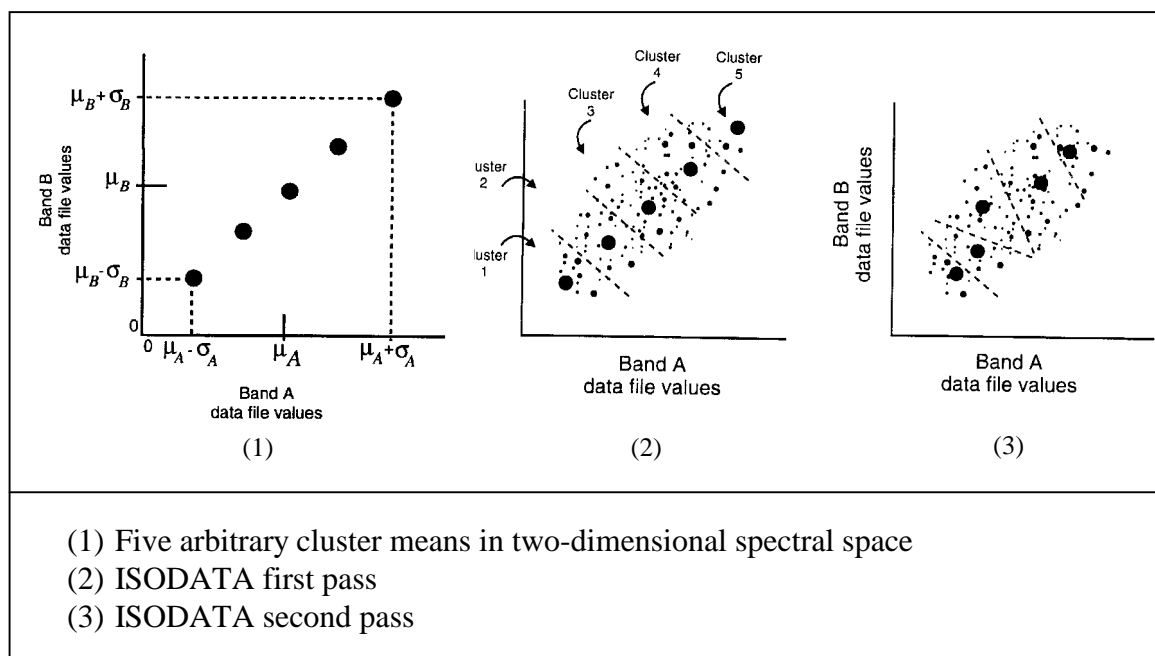 μB+σB
μB
μB-σB
Band B
data file values
0
0
μA-σA
μA
μA+σA
Band A
data file values
(1)
Cluster
5
Cluster
4
Cluster
3
luster
2
luster
1
Band A
data file values
(2)
Band B
data file values
Band A
data file values
(3)
(1) Five arbitrary cluster means in two-dimensional spectral space
(2) ISODATA first pass
(3) ISODATA second pass